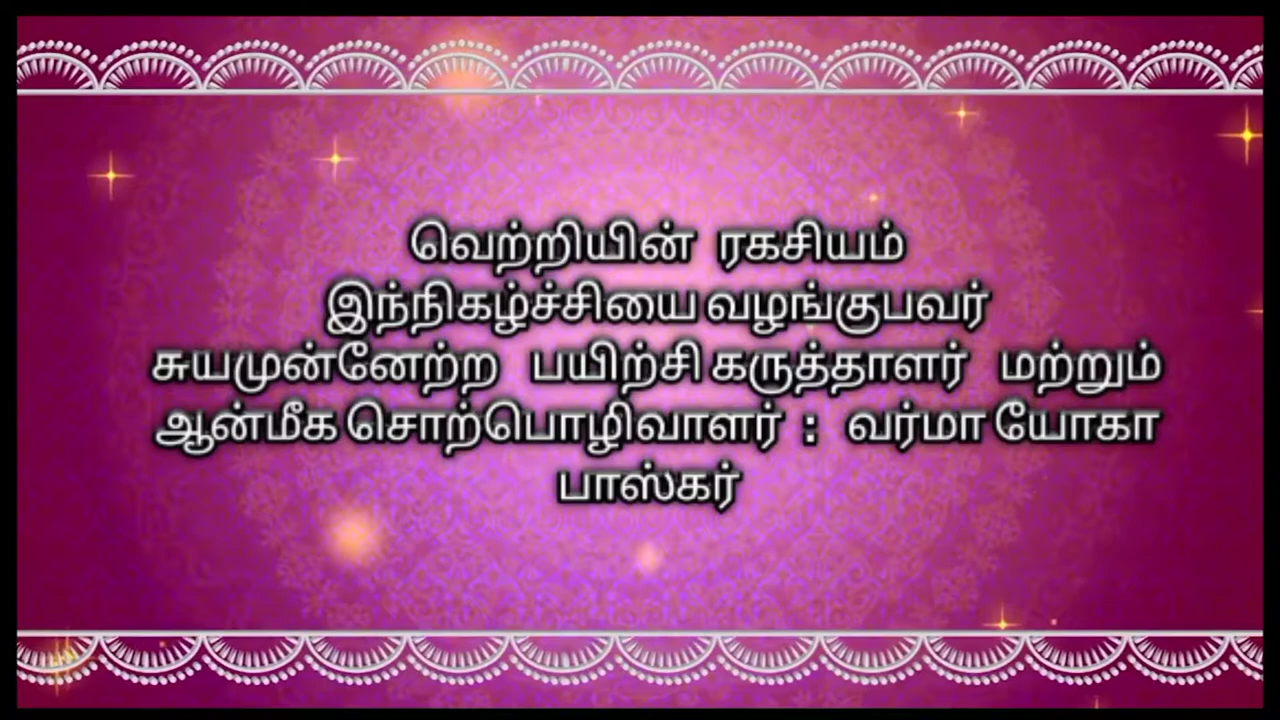 வெற்றியின் ரகசியம்
இந்நிகழ்ச்சியை வழங்குபவர்
சுயமுன்னேற்ற பயிற்சி கருத்தாளர் மற்றும்
ஆன்மீக சொற்பொழிவாளர் : வர்மா யோகா
பாஸ்கர்